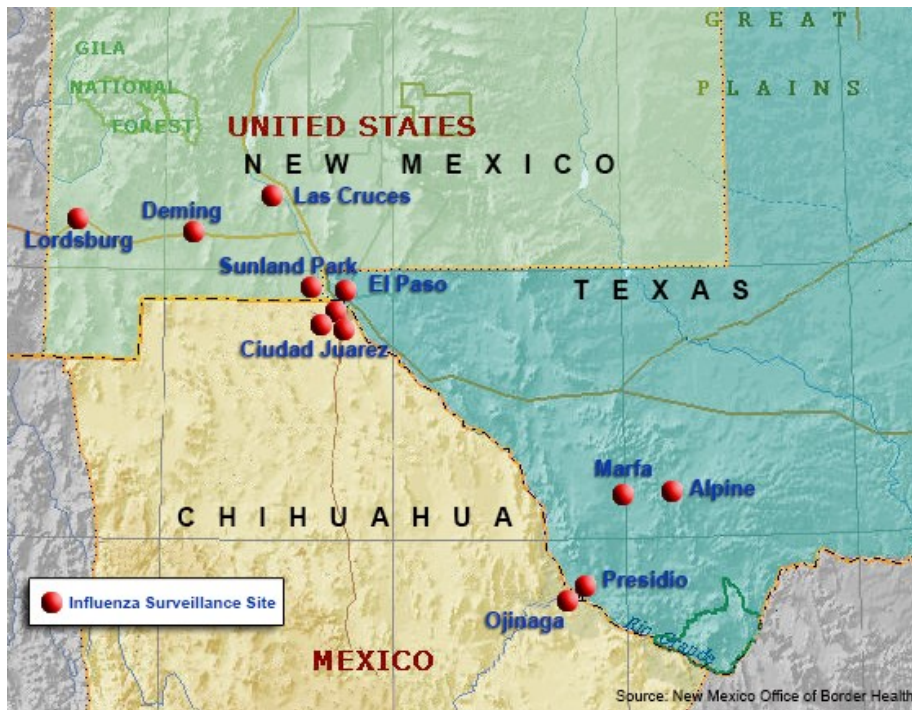 GREAT
PLAINS
GILA
NATIONAL
FOREST
UNITED STATES
NEW MEXICO
Las Cruces
Deming
Lordsburg
Sunland Park
El Paso
TEXAS
Ciudad Juarez
Marfa
Alpine
CHIHUAHUA
Presidio
Ojinaga
Influenza Surveillance Site
Rio Grande
MEXICO
Source: New Mexico Office of Border Health